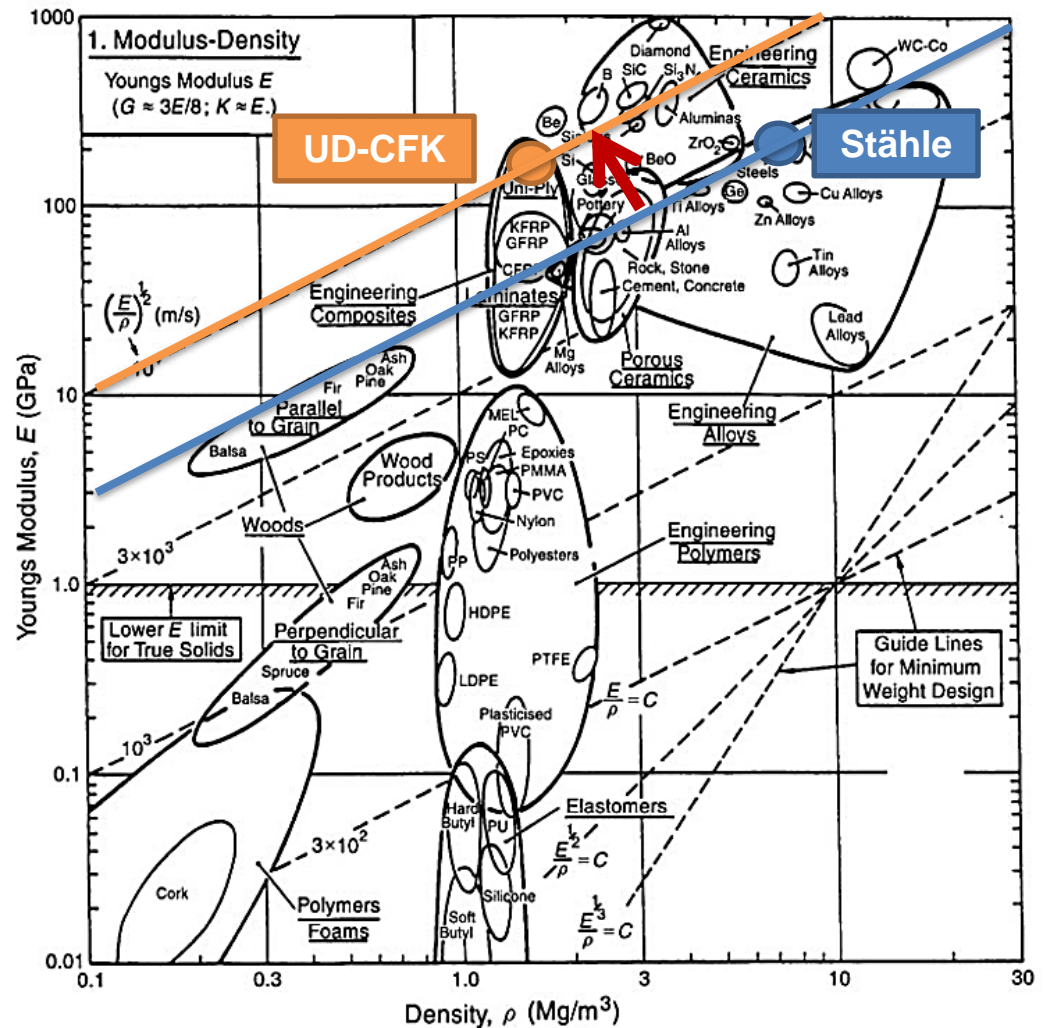 1000
1. Modulus-Density
Youngs Modulus E
(G ≈ 3E/8; K ≈ E.)
Diamond
B
SiC
Si3N
Engineering
Ceramics
WC-Co
UD-CFK
Be
Aluminas
ZrO2
Stähle
Si
BeO
Glass
Steels
Uni-Ply
Pottery
Ge
Cu Alloys
Ti Alloys
Zn Alloys
100
KFRP
GFRP
CFRP
Al
Alloys
Rock, Stone
Cement, Concrete
Tin
Alloys
Laminates
GFRP
KFRP
Engineering
Composites
Lead
Alloys
Mg
Alloys
Porous
Ceramics
(E/ρ)^½ (m/s)
Ash
Oak
Pine
Fir
Parallel
to Grain
Balsa
10
MEL
PC
Engineering
Alloys
PS
Epoxies
PMMA
PVC
Wood
Products
Nylon
Woods
Polyesters
Engineering
Polymers
3×10³
PP
1.0
Ash
Oak
Pine
Fir
Lower E limit
for True Solids
HDPE
Perpendicular
to Grain
Guide Lines
for Minimum
Weight Design
Spruce
Balsa
LDPE
PTFE
E/ρ = C
Plasticised
PVC
10³
0.1
Hard
Butyl
PU
Elastomers
3×10²
E^½/ρ = C
Cork
Silicone
Polymers
Foams
Soft
Butyl
E^⅓/ρ = C
0.01
0.1
0.3
1.0
3
10
30
Youngs Modulus, E (GPa)
Density, ρ (Mg/m³)